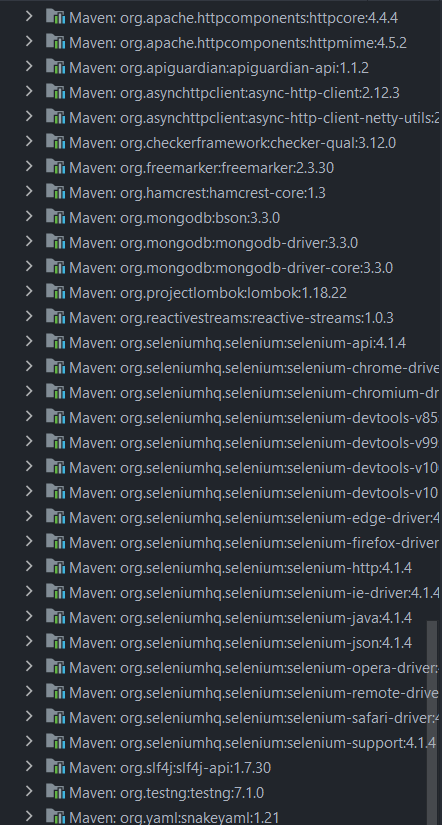 Maven: org.apache.httpcomponents:httpcore:4.4.4
Maven: org.apache.httpcomponents:httpmime:4.5.2
Maven: org.apiguardian:apiguardian-api:1.1.2
Maven: org.asynchttpclient:async-http-client:2.12.3
Maven: org.asynchttpclient:async-http-client-netty-utils:2
Maven: org.checkerframework:checker-qual:3.12.0
Maven: org.freemarker:freemarker:2.3.30
Maven: org.hamcrest:hamcrest-core:1.3
Maven: org.mongodb:bson:3.3.0
Maven: org.mongodb:mongodb-driver:3.3.0
Maven: org.mongodb:mongodb-driver-core:3.3.0
Maven: org.projectlombok:lombok:1.18.22
Maven: org.reactivestreams:reactive-streams:1.0.3
Maven: org.seleniumhq.selenium:selenium-api:4.1.4
Maven: org.seleniumhq.selenium:selenium-chrome-drive
Maven: org.seleniumhq.selenium:selenium-chromium-dr
Maven: org.seleniumhq.selenium:selenium-devtools-v85
Maven: org.seleniumhq.selenium:selenium-devtools-v99
Maven: org.seleniumhq.selenium:selenium-devtools-v10
Maven: org.seleniumhq.selenium:selenium-devtools-v10
Maven: org.seleniumhq.selenium:selenium-edge-driver:4
Maven: org.seleniumhq.selenium:selenium-firefox-driver
Maven: org.seleniumhq.selenium:selenium-http:4.1.4
Maven: org.seleniumhq.selenium:selenium-ie-driver:4.1.4
Maven: org.seleniumhq.selenium:selenium-java:4.1.4
Maven: org.seleniumhq.selenium:selenium-json:4.1.4
Maven: org.seleniumhq.selenium:selenium-opera-driver:
Maven: org.seleniumhq.selenium:selenium-remote-drive
Maven: org.seleniumhq.selenium:selenium-safari-driver:4
Maven: org.seleniumhq.selenium:selenium-support:4.1.4
Maven: org.slf4j:slf4j-api:1.7.30
Maven: org.testng:testng:7.1.0
Maven: org.yaml:snakeyaml:1.21